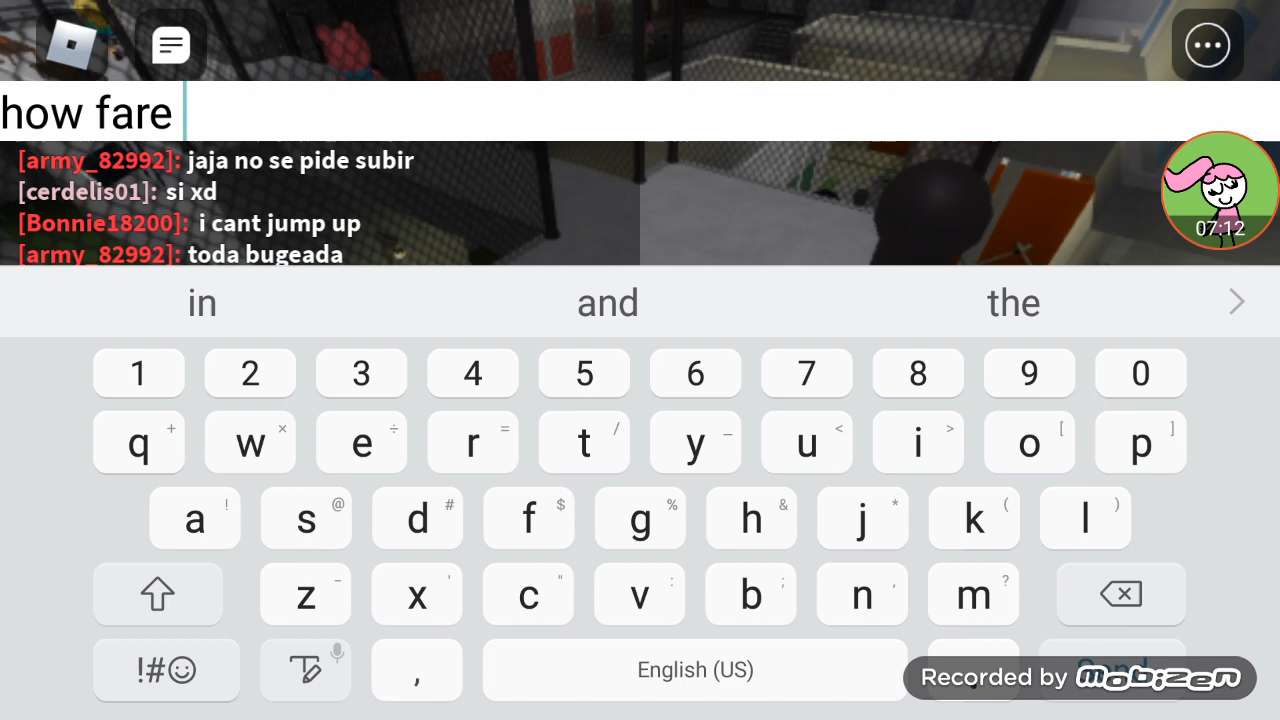 how fare
[army_82992]: jaja no se pide subir
[cerdelis01]: si xd
[Bonnie18200]: i cant jump up
[army_82992]: toda bugeada
07:12
in and the
1 2 3 4 5 6 7 8 9 0
q + w × e ÷ r = t / y _ u < i > o [ p ]
a ! s @ d # f $ g % h & j * k ( l )
z - x ' c " v : b ; n , m ?
!#☺ , English (US) Send
Recorded by mobizen